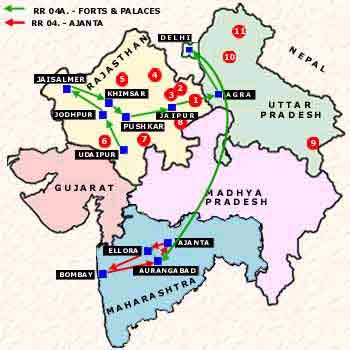 RR 04A. - FORTS & PALACES
RR 04. - AJANTA
DELHI
NEPAL
RAJASTHAN
11
10
JAISALMER
5
4
KHIMSAR
3
2
1
AGRA
JODHPUR
JAIPUR
PUSHKAR
8
UTTAR
PRADESH
6
7
9
UDAIPUR
GUJARAT
MADHYA
PRADESH
AJANTA
ELLORA
BOMBAY
AURANGABAD
MAHARASHTRA